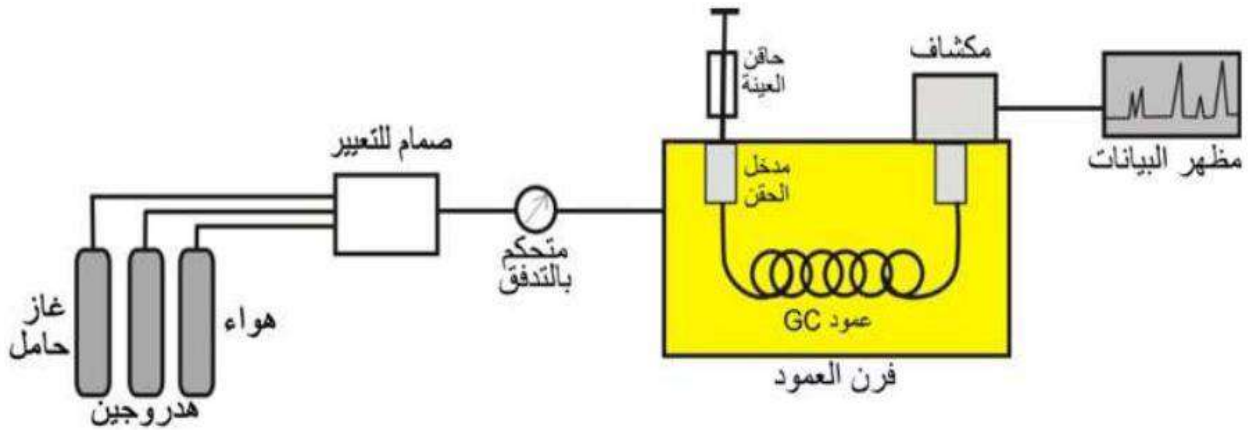 حاقن
العينة
مكشاف
مظهر البيانات
صمام للتعيير
مدخل
الحقن
متحكم
بالتدفق
غاز
حامل
هواء
هدروجين
عمود GC
فرن العمود